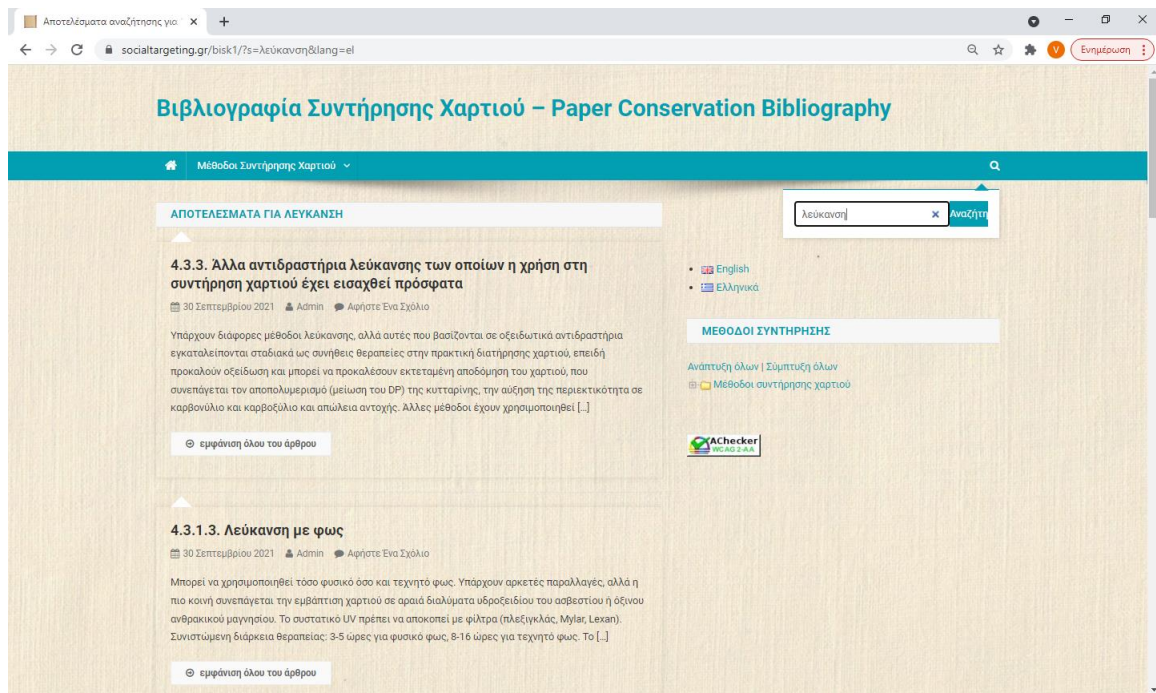 Αποτελέσματα αναζήτησης για
socialtargeting.gr/bisk1/?s=λεύκανση&lang=el
V
Ενημέρωση
Βιβλιογραφία Συντήρησης Χαρτιού – Paper Conservation Bibliography
Μέθοδοι Συντήρησης Χαρτιού
λεύκανση
Αναζήτη
ΑΠΟΤΕΛΕΣΜΑΤΑ ΓΙΑ ΛΕΥΚΑΝΣΗ
4.3.3. Άλλα αντιδραστήρια λεύκανσης των οποίων η χρήση στη
συντήρηση χαρτιού έχει εισαχθεί πρόσφατα
30 Σεπτεμβρίου 2021 Admin Αφήστε Ένα Σχόλιο
Υπάρχουν διάφορες μέθοδοι λεύκανσης, αλλά αυτές που βασίζονται σε οξειδωτικά αντιδραστήρια
εγκαταλείπονται σταδιακά ως συνήθεις θεραπείες στην πρακτική διατήρησης χαρτιού, επειδή
προκαλούν οξείδωση και μπορεί να προκαλέσουν εκτεταμένη αποδόμηση του χαρτιού, που
συνεπάγεται τον αποπολυμερισμό (μείωση του DP) της κυτταρίνης, την αύξηση της περιεκτικότητα σε
καρβονύλιο και καρβοξύλιο και απώλεια αντοχής. Άλλες μέθοδοι έχουν χρησιμοποιηθεί [...]
εμφάνιση όλου του άρθρου
4.3.1.3. Λεύκανση με φως
30 Σεπτεμβρίου 2021 Admin Αφήστε Ένα Σχόλιο
Μπορεί να χρησιμοποιηθεί τόσο φυσικό όσο και τεχνητό φως. Υπάρχουν αρκετές παραλλαγές, αλλά η
πιο κοινή συνεπάγεται την εμβάπτιση χαρτιού σε αραιά διαλύματα υδροξειδίου του ασβεστίου ή όξινου
ανθρακικού μαγνησίου. Το συστατικό UV πρέπει να αποκοπεί με φίλτρα (πλεξιγκλάς, Mylar, Lexan).
Συνιστώμενη διάρκεια θεραπείας: 3-5 ώρες για φυσικό φως, 8-16 ώρες για τεχνητό φως. Το [...]
εμφάνιση όλου του άρθρου
English
Ελληνικά
ΜΕΘΟΔΟΙ ΣΥΝΤΗΡΗΣΗΣ
Ανάπτυξη όλων | Σύμπτυξη όλων
Μέθοδοι συντήρησης χαρτιού
AChecker
WCAG 2-AA